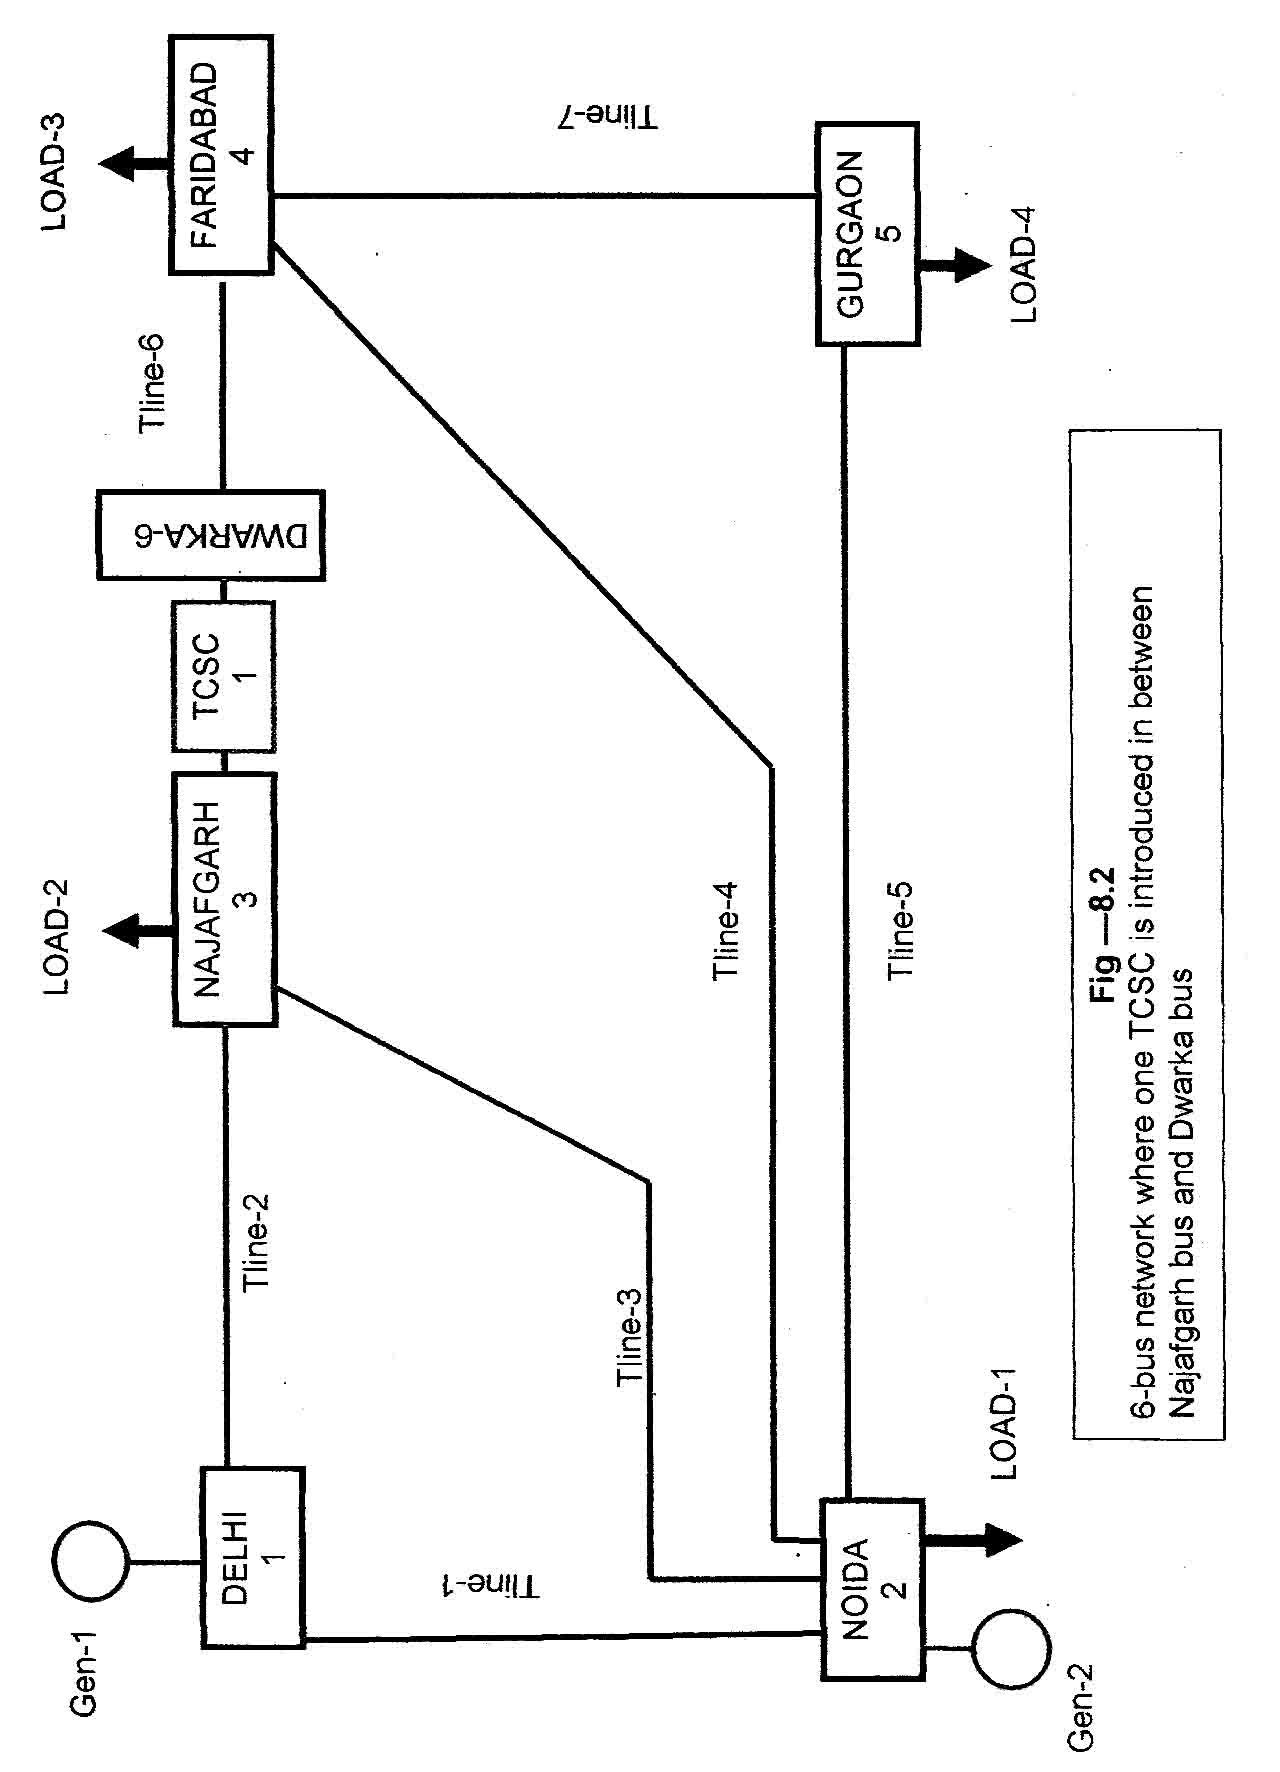 Gen-1
DELHI
1
Tline-2
LOAD-2
NAJAFGARH
3
TCSC
1
DWARKA-6
Tline-6
LOAD-3
FARIDABAD
4
Tline-1
Tline-3
Tline-4
Tline-7
Tline-5
Gen-2
NOIDA
2
LOAD-1
GURGAON
5
LOAD-4
Fig —8.2
6-bus network where one TCSC is introduced in between
Najafgarh bus and Dwarka bus